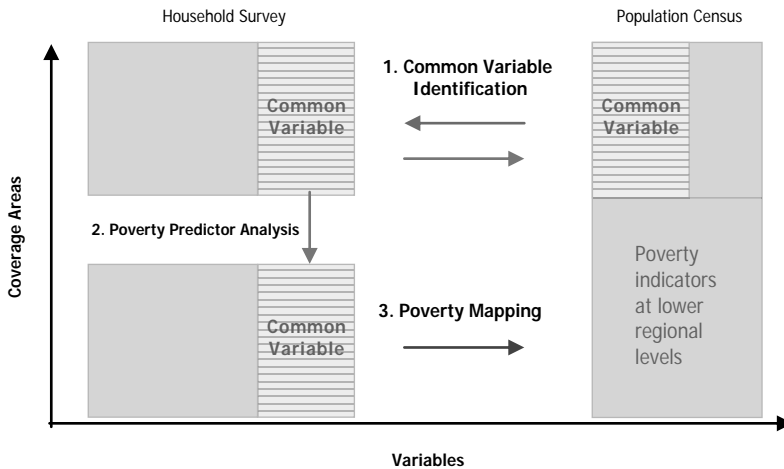 Household Survey
Population Census
1. Common Variable
Identification
Common
Variable
Common
Variable
2. Poverty Predictor Analysis
Coverage Areas
Common
Variable
3. Poverty Mapping
Poverty
indicators
at lower
regional
levels
Variables